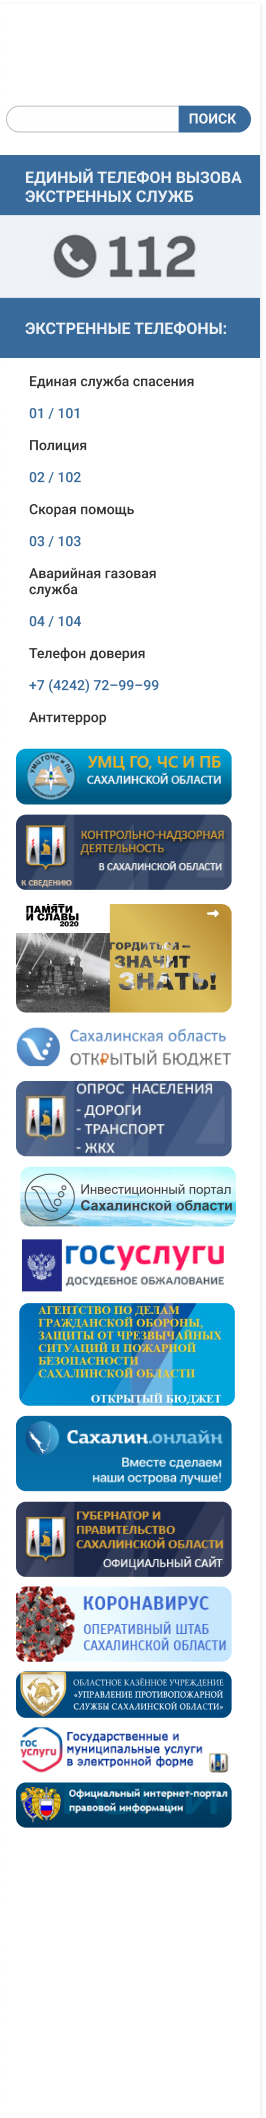 ПОИСК
ЕДИНЫЙ ТЕЛЕФОН ВЫЗОВА
ЭКСТРЕННЫХ СЛУЖБ
112
ЭКСТРЕННЫЕ ТЕЛЕФОНЫ:
Единая служба спасения
01 / 101
Полиция
02 / 102
Скорая помощь
03 / 103
Аварийная газовая
служба
04 / 104
Телефон доверия
+7 (4242) 72–99–99
Антитеррор
УМЦ ГОЧС и ПБ
УМЦ ГО, ЧС И ПБ
САХАЛИНСКОЙ ОБЛАСТИ
КОНТРОЛЬНО-НАДЗОРНАЯ
ДЕЯТЕЛЬНОСТЬ
В САХАЛИНСКОЙ ОБЛАСТИ
К СВЕДЕНИЮ
ПАМЯТИ
И СЛАВЫ
2020
ГОРДИТЬСЯ –
ЗНАЧИТ
ЗНАТЬ!
Сахалинская область
ОТКРЫТЫЙ БЮДЖЕТ
ОПРОС НАСЕЛЕНИЯ
- ДОРОГИ
- ТРАНСПОРТ
- ЖКХ
Инвестиционный портал
Сахалинской области
госуслуги
ДОСУДЕБНОЕ ОБЖАЛОВАНИЕ
АГЕНТСТВО ПО ДЕЛАМ
ГРАЖДАНСКОЙ ОБОРОНЫ,
ЗАЩИТЫ ОТ ЧРЕЗВЫЧАЙНЫХ
СИТУАЦИЙ И ПОЖАРНОЙ
БЕЗОПАСНОСТИ
САХАЛИНСКОЙ ОБЛАСТИ
ОТКРЫТЫЙ БЮДЖЕТ
Сахалин.онлайн
Вместе сделаем
наши острова лучше!
ГУБЕРНАТОР И
ПРАВИТЕЛЬСТВО
САХАЛИНСКОЙ ОБЛАСТИ
ОФИЦИАЛЬНЫЙ САЙТ
КОРОНАВИРУС
ОПЕРАТИВНЫЙ ШТАБ
САХАЛИНСКОЙ ОБЛАСТИ
ОБЛАСТНОЕ КАЗЁННОЕ УЧРЕЖДЕНИЕ
«УПРАВЛЕНИЕ ПРОТИВОПОЖАРНОЙ
СЛУЖБЫ САХАЛИНСКОЙ ОБЛАСТИ»
гос
услуги
Государственные и
муниципальные услуги
в электронной форме
Официальный интернет-портал
правовой информации